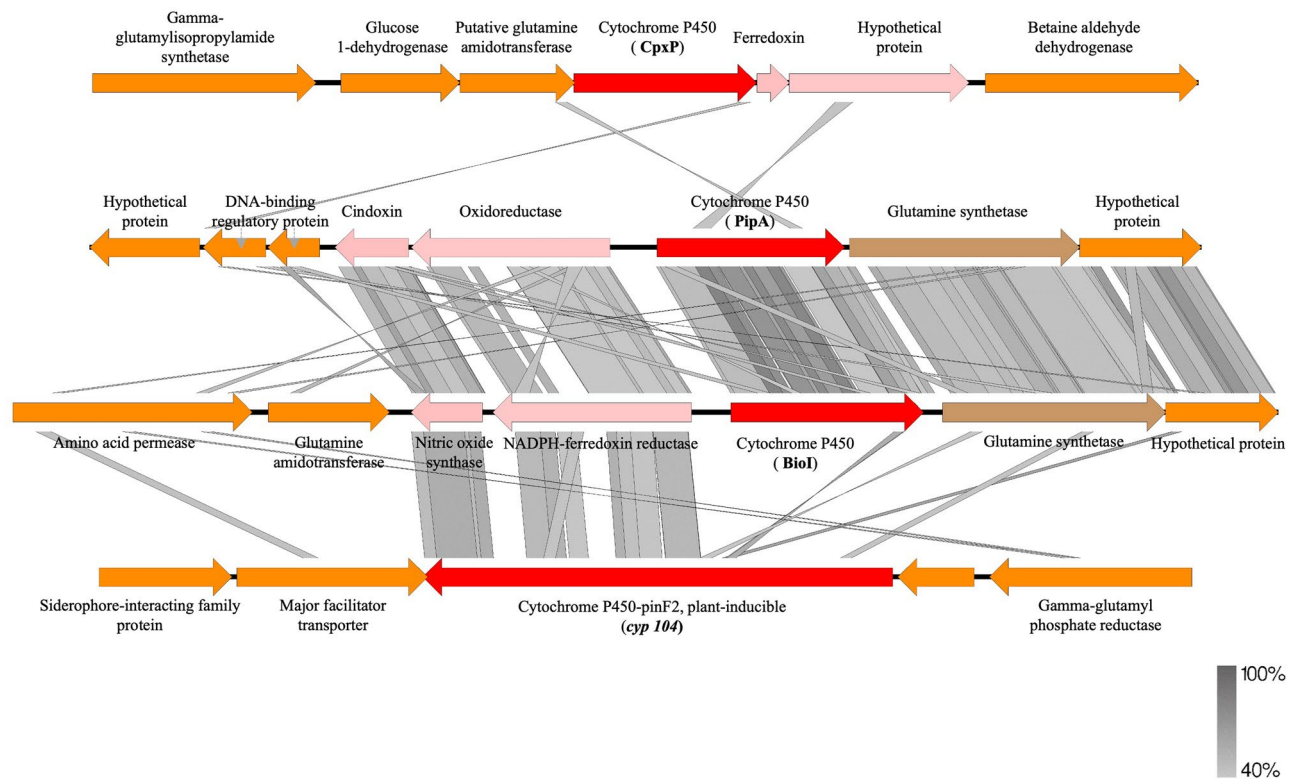 Gamma-
glutamylisopropylamide
synthetase
Glucose
1-dehydrogenase
Putative glutamine
amidotransferase
Cytochrome P450
( CpxP)
Ferredoxin
Hypothetical
protein
Betaine aldehyde
dehydrogenase
Hypothetical
protein
DNA-binding
regulatory protein
Cindoxin
Oxidoreductase
Cytochrome P450
( PipA)
Glutamine synthetase
Hypothetical
protein
Amino acid permease
Glutamine
amidotransferase
Nitric oxide
synthase
NADPH-ferredoxin reductase
Cytochrome P450
( BioI)
Glutamine synthetase
Hypothetical protein
Siderophore-interacting family
protein
Major facilitator
transporter
Cytochrome P450-pinF2, plant-inducible
(cyp 104)
Gamma-glutamyl
phosphate reductase
100%
40%